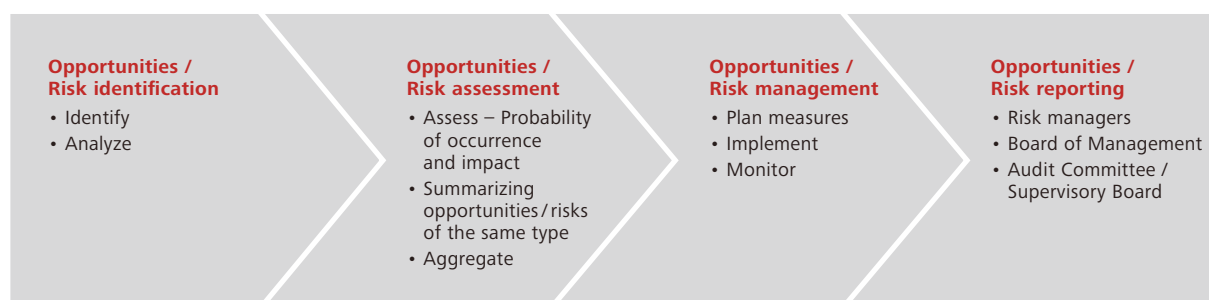 Opportunities /
Risk identification
• Identify
• Analyze
Opportunities /
Risk assessment
• Assess – Probability
of occurrence
and impact
• Summarizing
opportunities / risks
of the same type
• Aggregate
Opportunities /
Risk management
• Plan measures
• Implement
• Monitor
Opportunities /
Risk reporting
• Risk managers
• Board of Management
• Audit Committee /
Supervisory Board